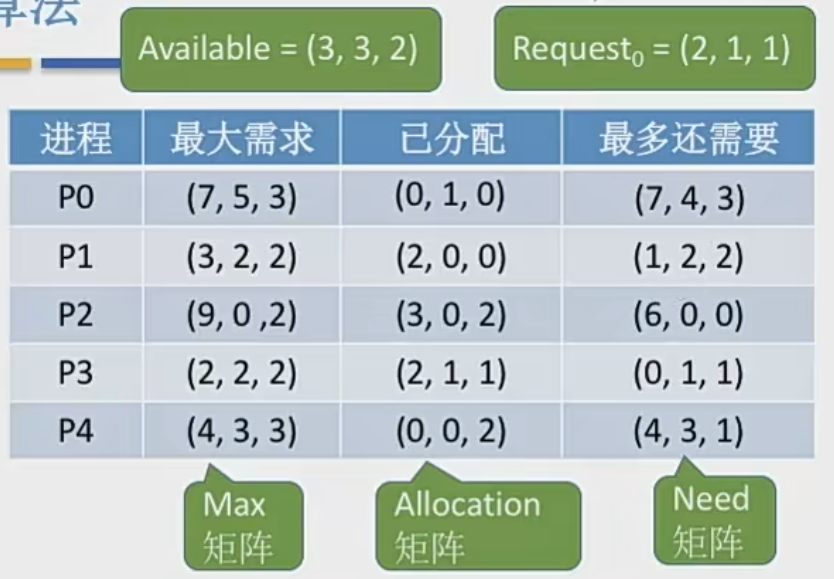 算法
Available = (3, 3, 2)
Request₀ = (2, 1, 1)
进程 最大需求 已分配 最多还需要
P0 (7, 5, 3) (0, 1, 0) (7, 4, 3)
P1 (3, 2, 2) (2, 0, 0) (1, 2, 2)
P2 (9, 0 ,2) (3, 0, 2) (6, 0, 0)
P3 (2, 2, 2) (2, 1, 1) (0, 1, 1)
P4 (4, 3, 3) (0, 0, 2) (4, 3, 1)
Max
矩阵
Allocation
矩阵
Need
矩阵